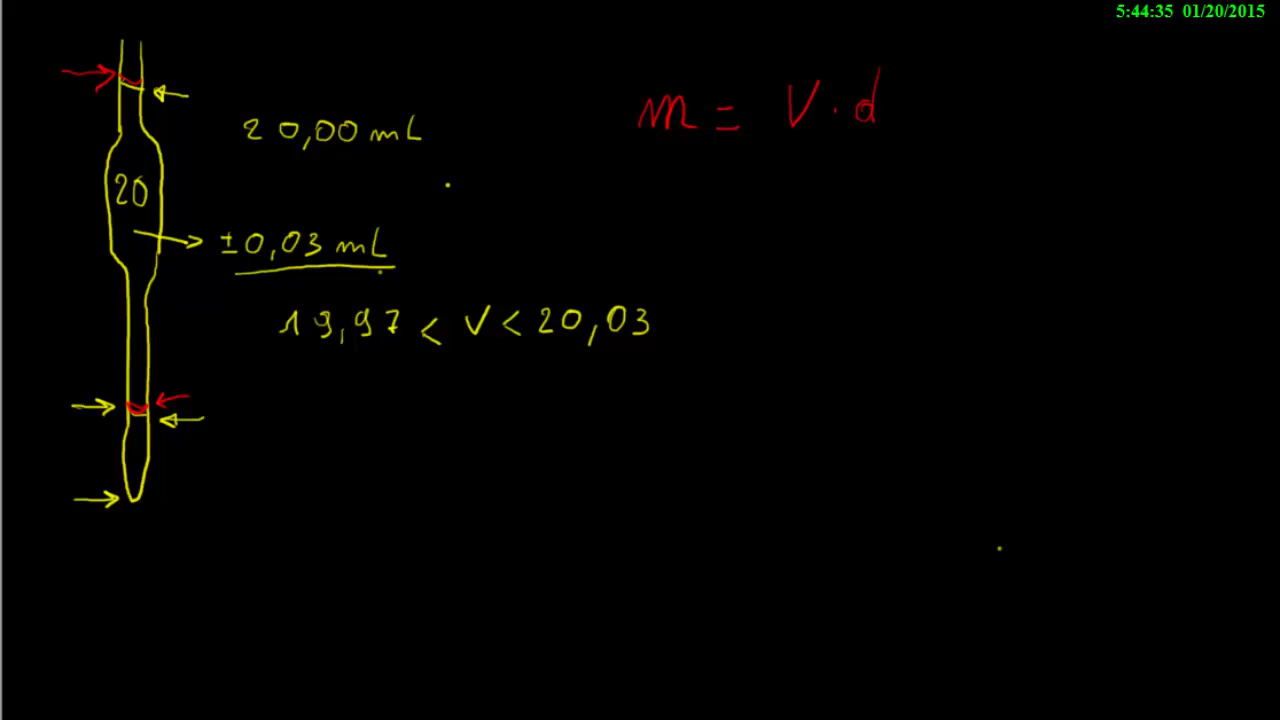 5:44:35 01/20/2015
m = V · d
20,00 mL
20
±0,03 mL
19,97 < V < 20,03